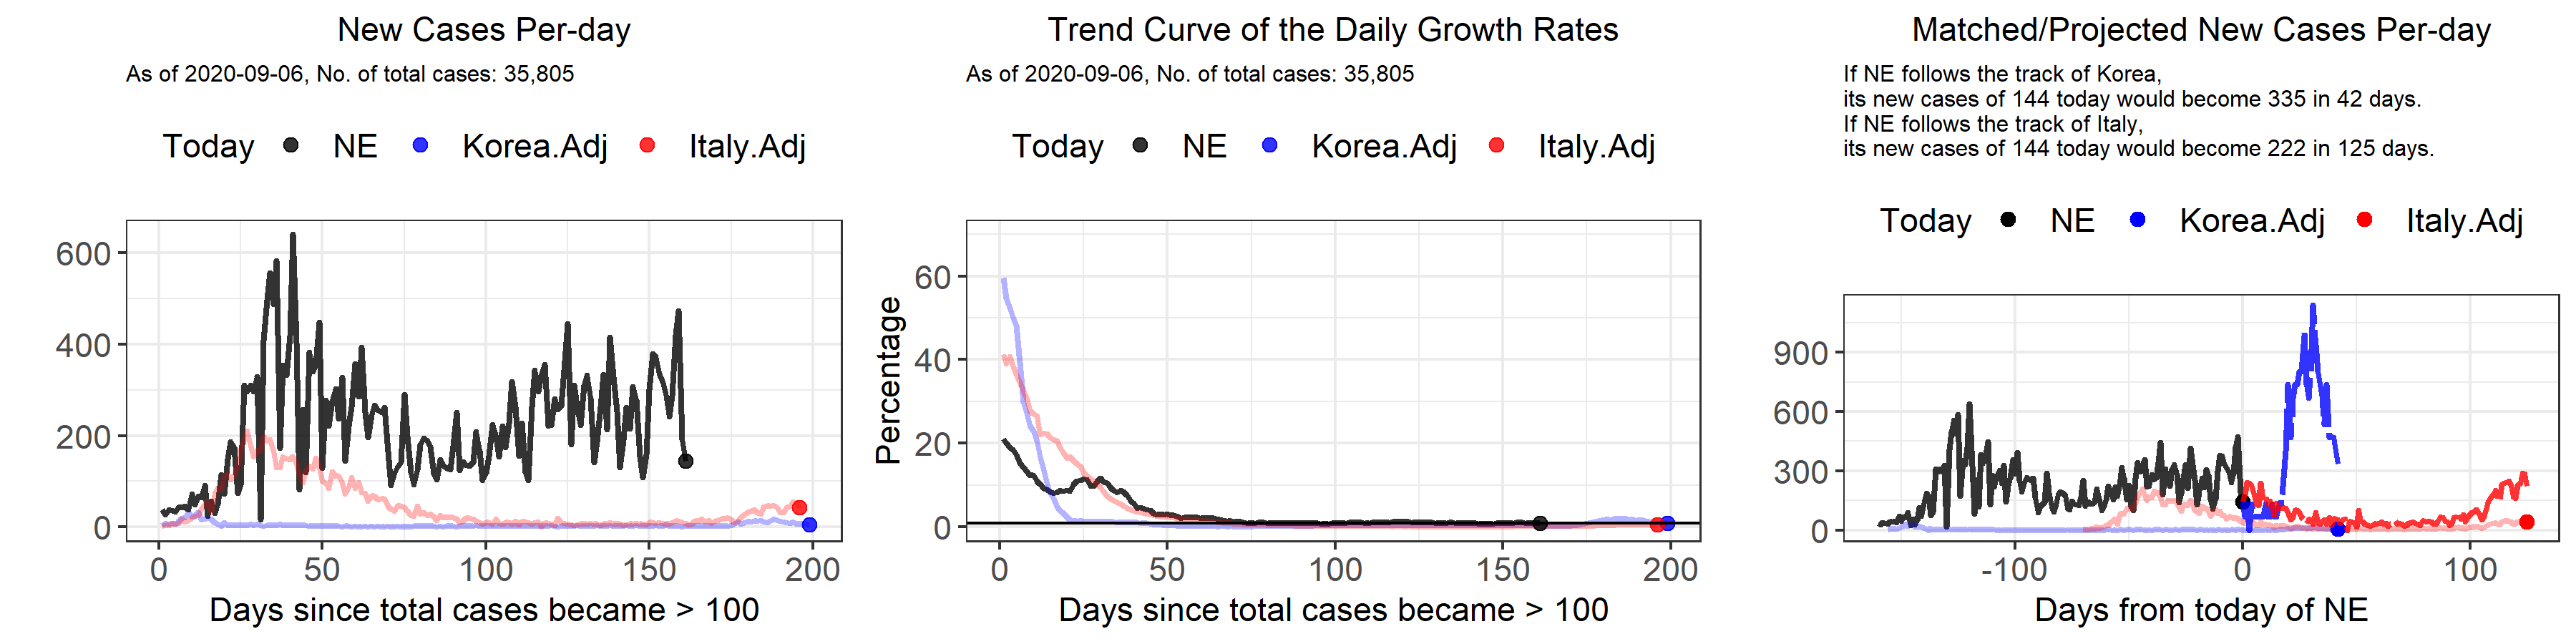 New Cases Per-day
As of 2020-09-06, No. of total cases: 35,805
Today NE Korea.Adj Italy.Adj
600
400
200
0
0 50 100 150 200
Days since total cases became > 100
Trend Curve of the Daily Growth Rates
As of 2020-09-06, No. of total cases: 35,805
Today NE Korea.Adj Italy.Adj
Percentage
60
40
20
0
0 50 100 150 200
Days since total cases became > 100
Matched/Projected New Cases Per-day
If NE follows the track of Korea,
its new cases of 144 today would become 335 in 42 days.
If NE follows the track of Italy,
its new cases of 144 today would become 222 in 125 days.
Today NE Korea.Adj Italy.Adj
900
600
300
0
-100 0 100
Days from today of NE